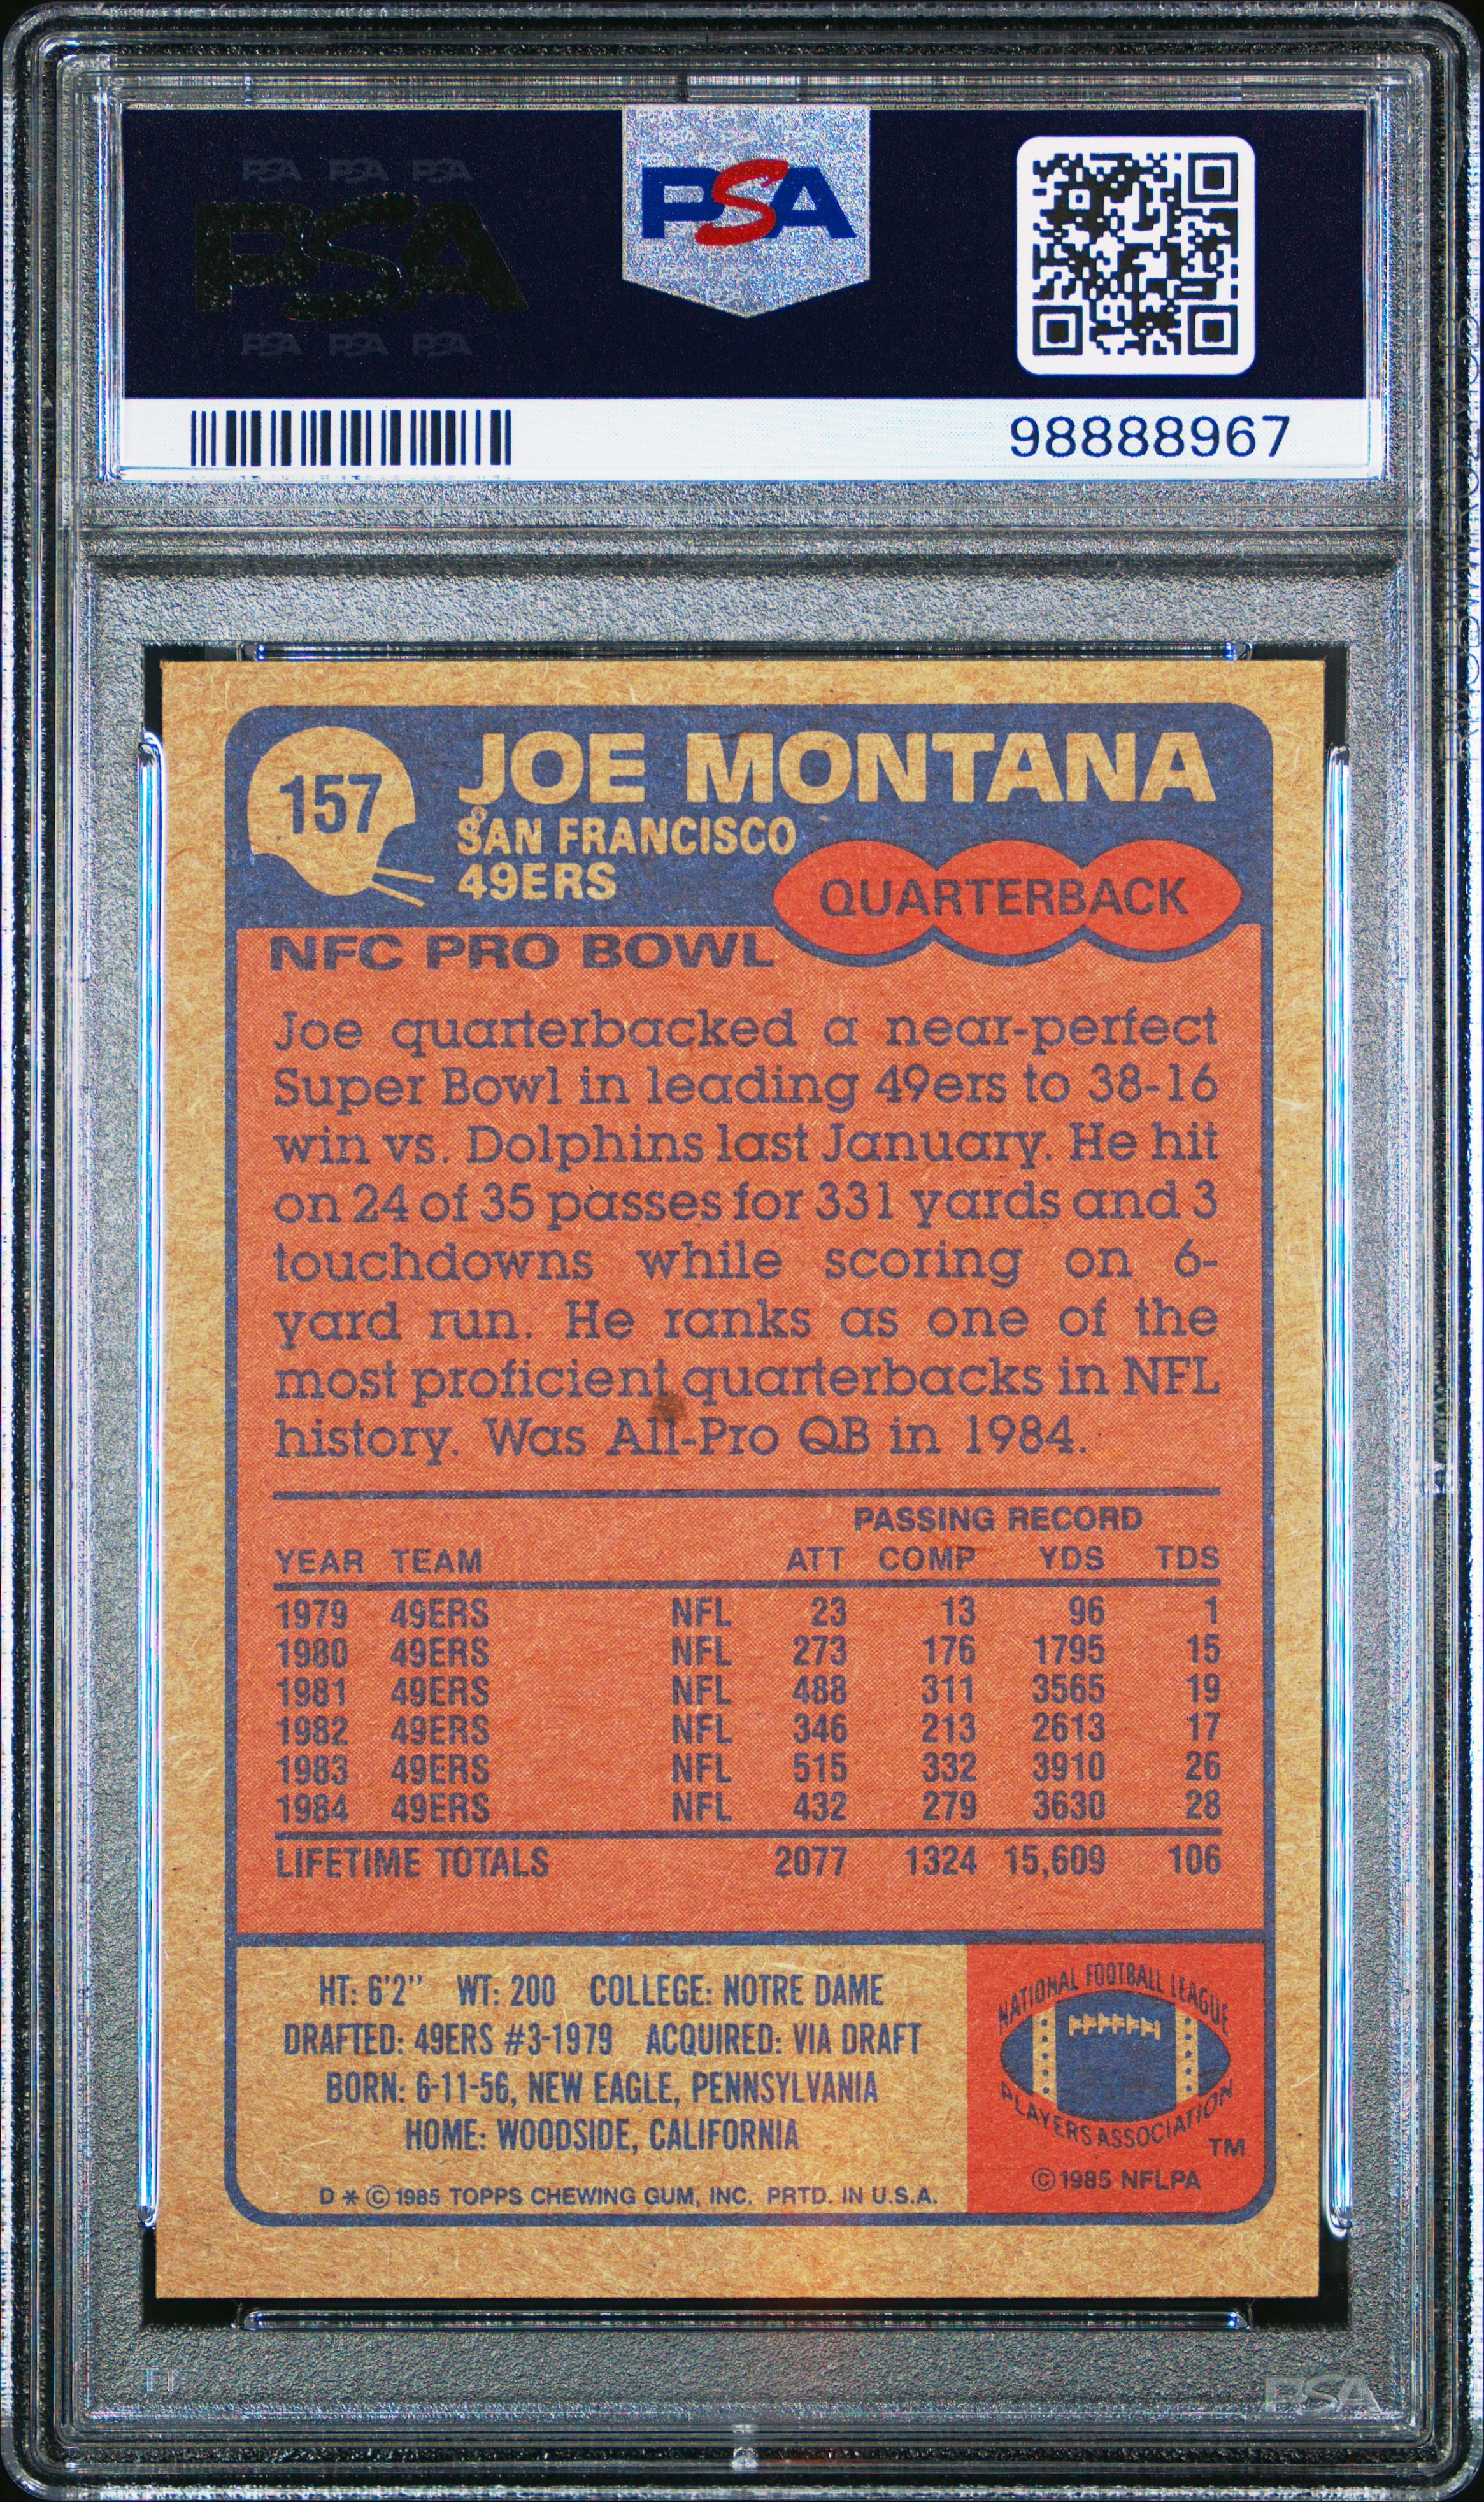 PSA PSA PSA
PSA
PSA PSA PSA
PSA
98888967
157
JOE MONTANA
SAN FRANCISCO
49ERS
QUARTERBACK
NFC PRO BOWL
Joe quarterbacked a near-perfect
Super Bowl in leading 49ers to 38-16
win vs. Dolphins last January. He hit
on 24 of 35 passes for 331 yards and 3
touchdowns while scoring on 6-
yard run. He ranks as one of the
most proficient quarterbacks in NFL
history. Was All-Pro QB in 1984.
PASSING RECORD
YEAR TEAM ATT COMP YDS TDS
1979 49ERS NFL 23 13 96 1
1980 49ERS NFL 273 176 1795 15
1981 49ERS NFL 488 311 3565 19
1982 49ERS NFL 346 213 2613 17
1983 49ERS NFL 515 332 3910 26
1984 49ERS NFL 432 279 3630 28
LIFETIME TOTALS 2077 1324 15,609 106
HT: 6'2" WT: 200 COLLEGE: NOTRE DAME
DRAFTED: 49ERS #3-1979 ACQUIRED: VIA DRAFT
BORN: 6-11-56, NEW EAGLE, PENNSYLVANIA
HOME: WOODSIDE, CALIFORNIA
D * © 1985 TOPPS CHEWING GUM, INC. PRTD. IN U.S.A.
NATIONAL FOOTBALL LEAGUE
PLAYERS ASSOCIATION
TM
© 1985 NFLPA
PSA